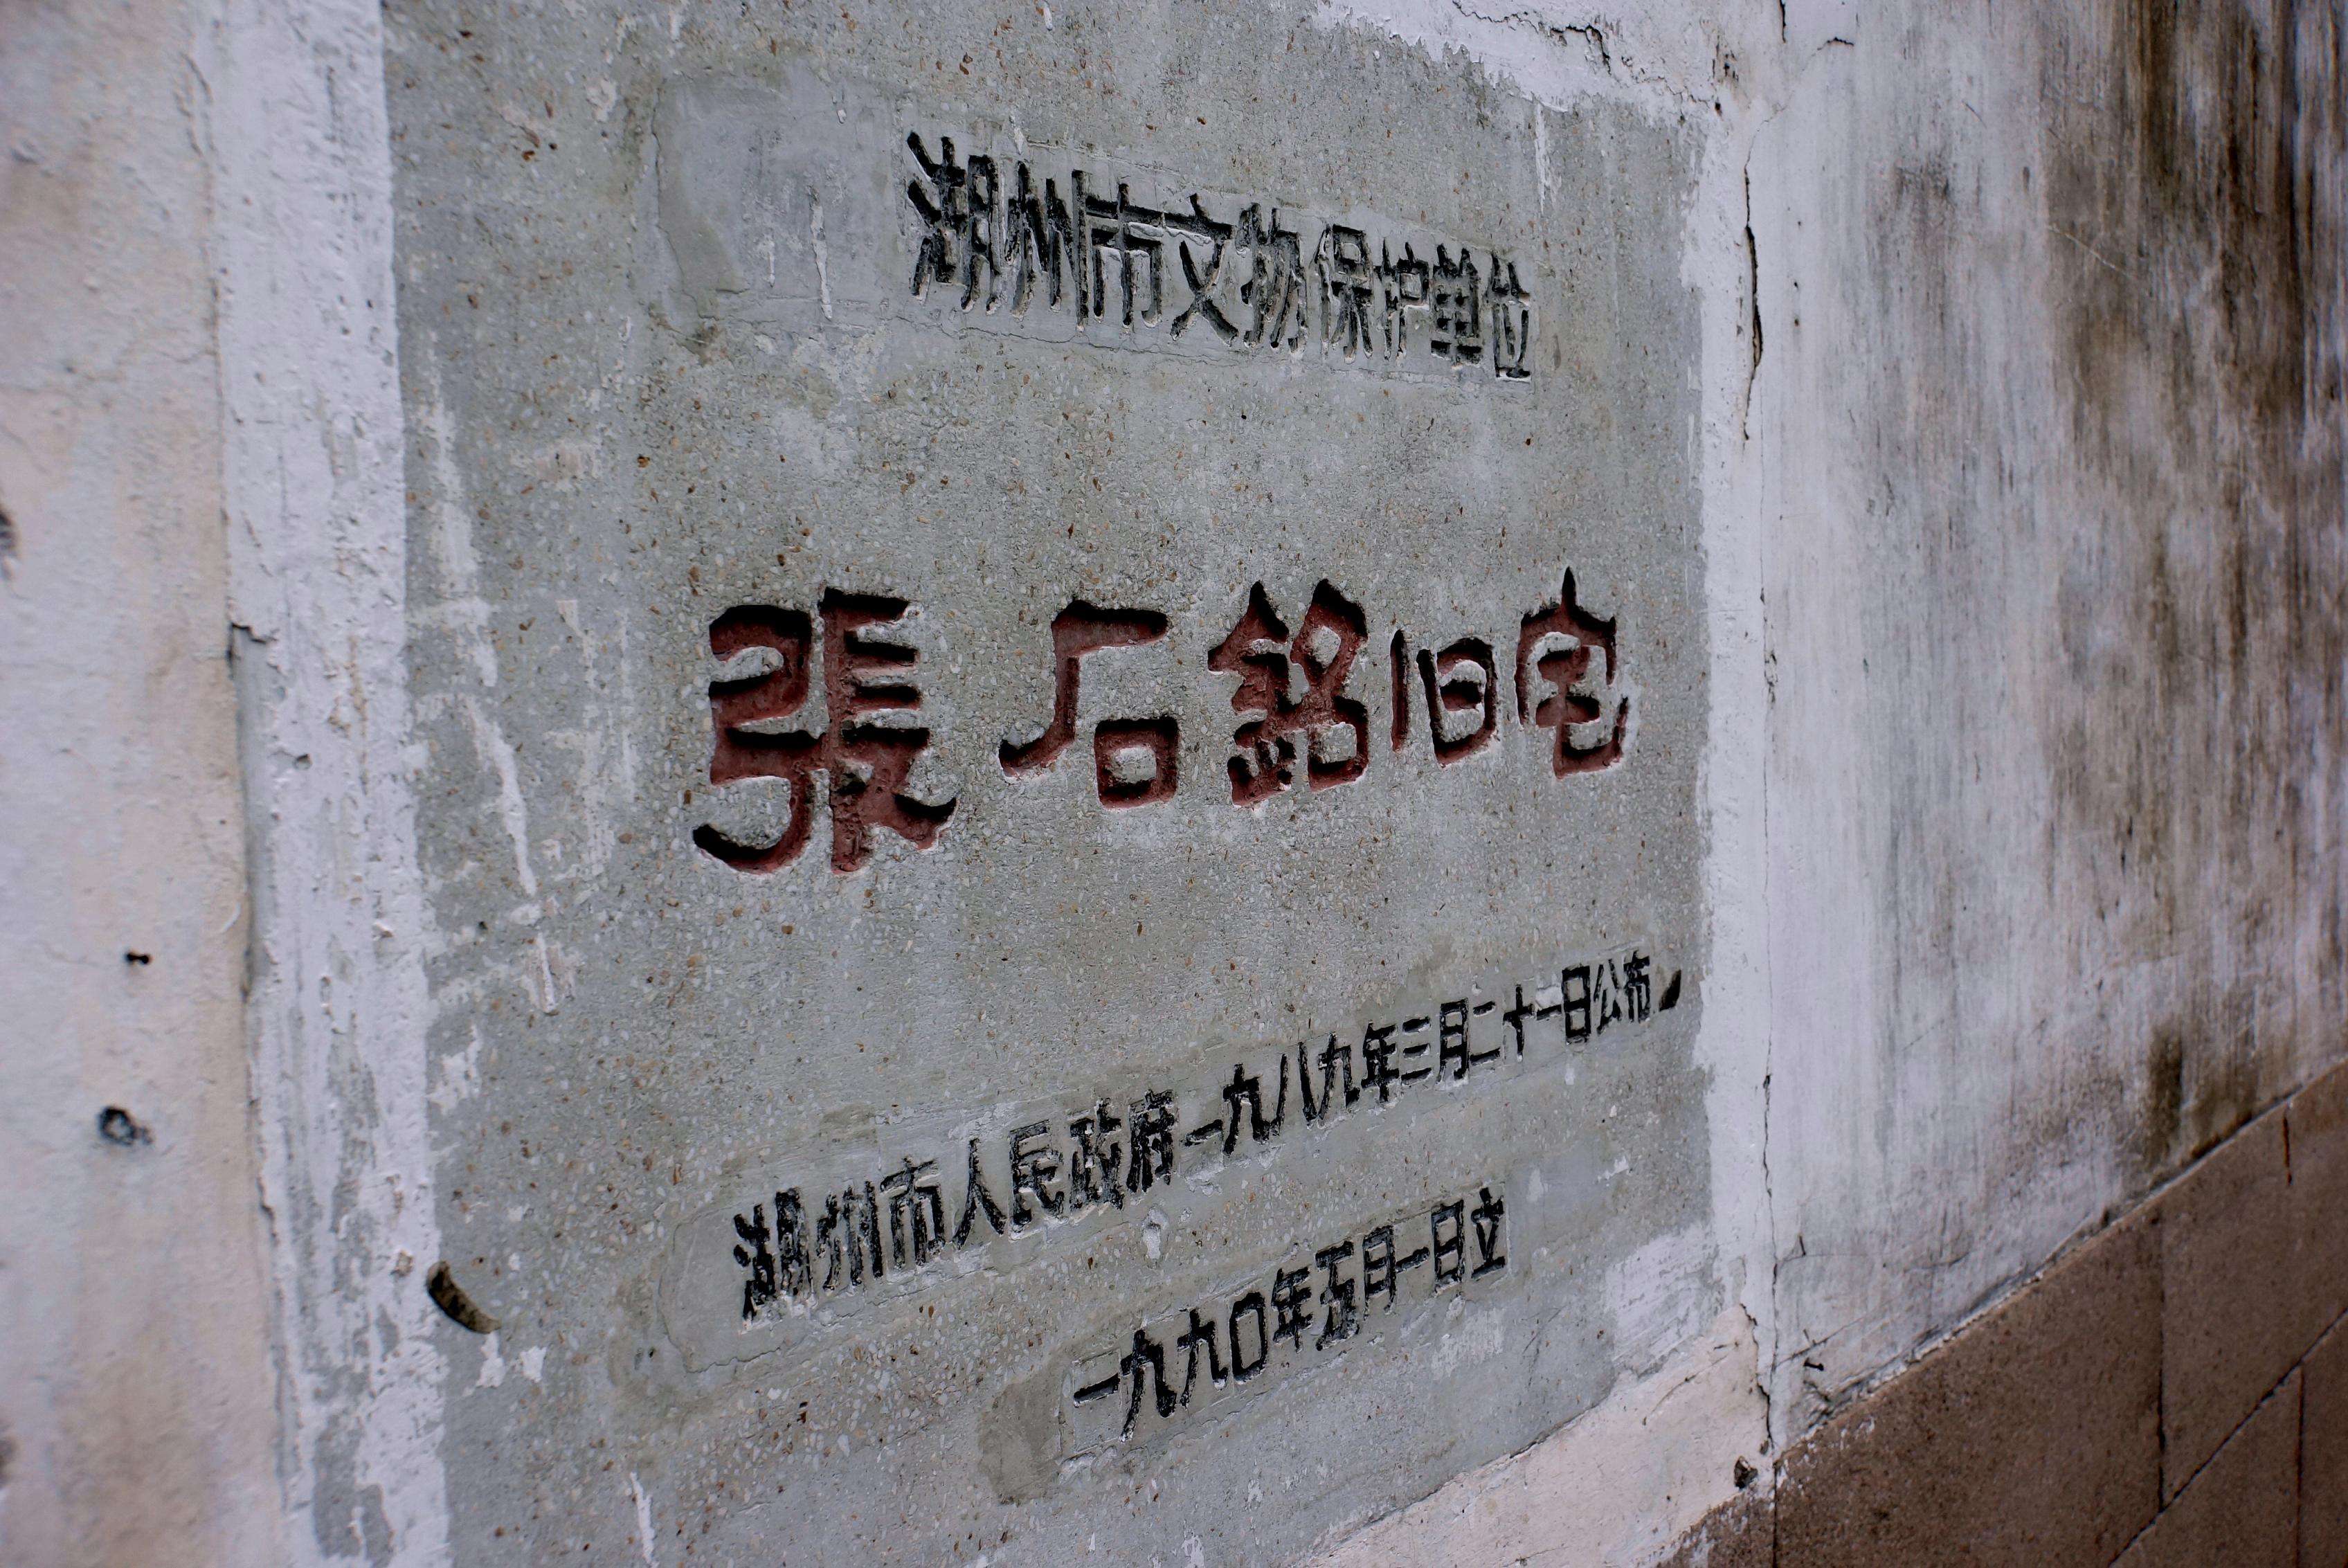 湖州市文物保护单位
張石銘旧宅
湖州市人民政府一九八九年三月二十一日公布
一九九〇年五月一日立